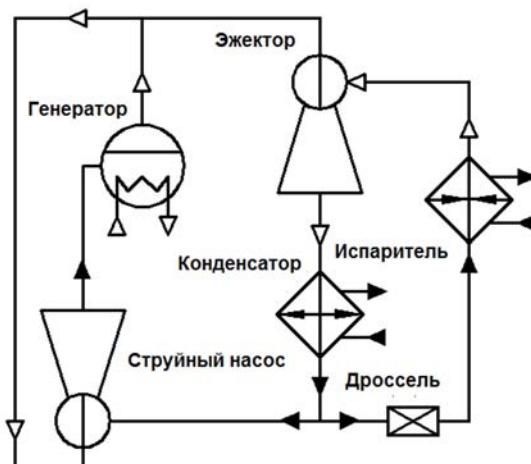 Эжектор
Генератор
Испаритель
Конденсатор
Струйный насос
Дроссель